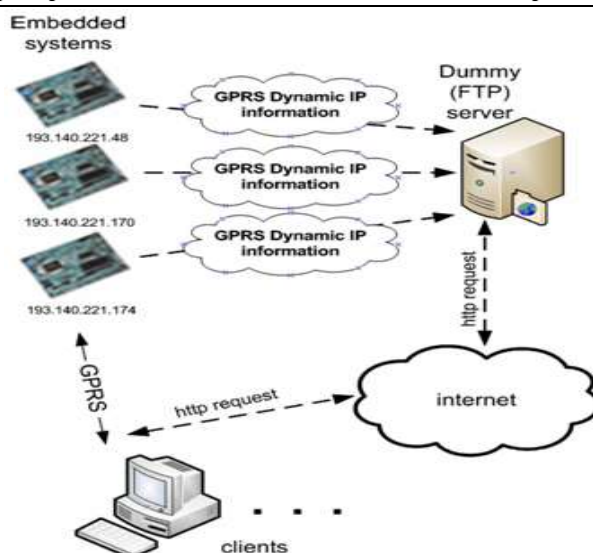 Embedded
systems
GPRS Dynamic IP
information
Dummy
(FTP)
server
193.140.221.48
GPRS Dynamic IP
information
193.140.221.170
GPRS Dynamic IP
information
193.140.221.174
http request
GPRS
http request
internet
. . .
clients